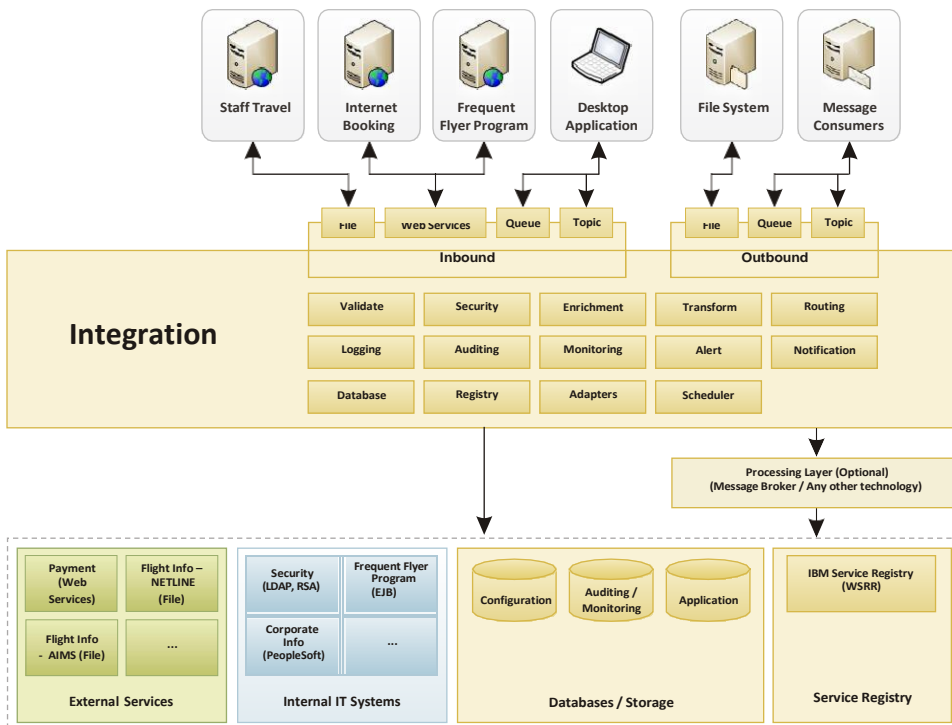 Staff Travel
Internet
Booking
Frequent
Flyer Program
Desktop
Application
File System
Message
Consumers
File
Web Services
Queue
Topic
File
Queue
Topic
Inbound
Outbound
Integration
Validate
Security
Enrichment
Transform
Routing
Logging
Auditing
Monitoring
Alert
Notification
Database
Registry
Adapters
Scheduler
Processing Layer (Optional)
(Message Broker / Any other technology)
Payment
(Web
Services)
Flight Info –
NETLINE
(File)
Flight Info
- AIMS (File)
...
External Services
Security
(LDAP, RSA)
Frequent Flyer
Program
(EJB)
Corporate
Info
(PeopleSoft)
...
Internal IT Systems
Configuration
Auditing /
Monitoring
Application
Databases / Storage
IBM Service Registry
(WSRR)
Service Registry